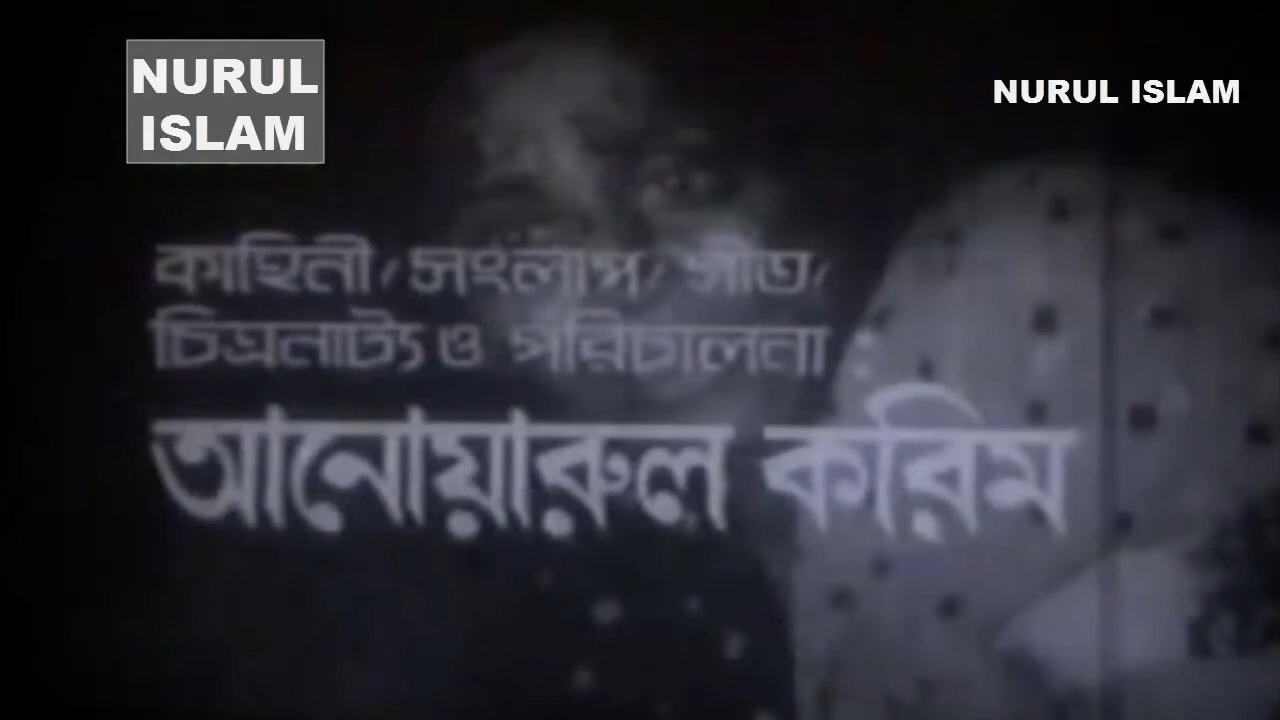 NURUL
ISLAM
NURUL ISLAM
কাহিনী/সংলাপ/ গীত/
চিত্রনাট্য ও পরিচালনা
আনোয়ারুল করিম